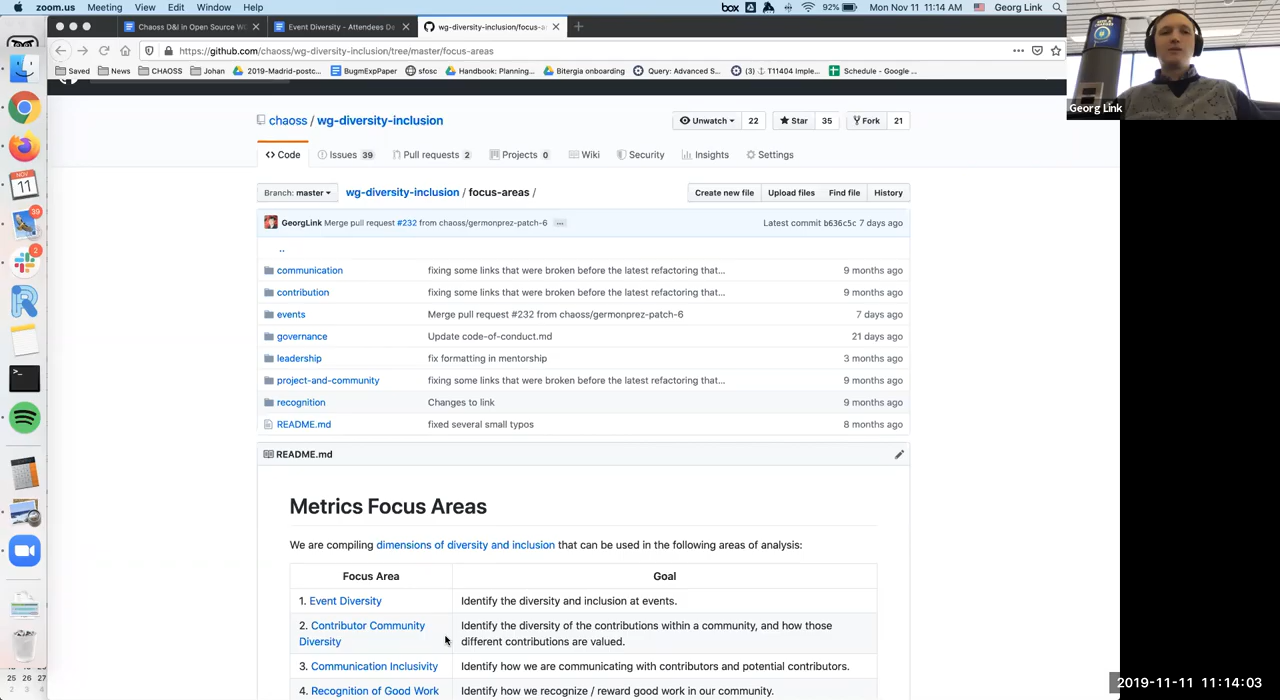 zoom.us Meeting View Edit Window Help
box 92% Mon Nov 11 11:14 AM Georg Link
Chaoss D&I in Open Source W
Event Diversity - Attendees De
wg-diversity-inclusion/focus-a
https://github.com/chaoss/wg-diversity-inclusion/tree/master/focus-areas
Saved News CHAOSS Johan 2019-Madrid-postc... BugmExpPaper sfosc Handbook: Planning... Bitergia onboarding Query: Advanced S... (3) T11404 Imple... Schedule - Google ...
Georg Link
chaoss / wg-diversity-inclusion
Unwatch 22 Star 35 Fork 21
Code Issues 39 Pull requests 2 Projects 0 Wiki Security Insights Settings
Branch: master wg-diversity-inclusion / focus-areas / Create new file Upload files Find file History
GeorgLink Merge pull request #232 from chaoss/germonprez-patch-6 ... Latest commit b636c5c 7 days ago
..
communication fixing some links that were broken before the latest refactoring that... 9 months ago
contribution fixing some links that were broken before the latest refactoring that... 9 months ago
events Merge pull request #232 from chaoss/germonprez-patch-6 7 days ago
governance Update code-of-conduct.md 21 days ago
leadership fix formatting in mentorship 3 months ago
project-and-community fixing some links that were broken before the latest refactoring that... 9 months ago
recognition Changes to link 9 months ago
README.md fixed several small typos 8 months ago
README.md
Metrics Focus Areas
We are compiling dimensions of diversity and inclusion that can be used in the following areas of analysis:
Focus Area Goal
1. Event Diversity Identify the diversity and inclusion at events.
2. Contributor Community Diversity Identify the diversity of the contributions within a community, and how those
different contributions are valued.
3. Communication Inclusivity Identify how we are communicating with contributors and potential contributors.
4. Recognition of Good Work Identify how we recognize / reward good work in our community.
NOV
11
39
2
25 26 27
2019-11-11 11:14:03